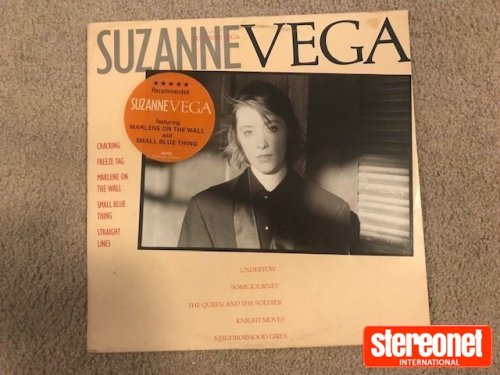 SUZANNE VEGA
★★★★★
Recommended
SUZANNE VEGA
featuring
MARLENE ON THE WALL
and
SMALL BLUE THING
CRACKING
FREEZE TAG
MARLENE ON
THE WALL
SMALL BLUE
THING
STRAIGHT
LINES
UNDERTOW
SOME JOURNEY
THE QUEEN AND THE SOLDIER
KNIGHT MOVES
NEIGHBORHOOD GIRLS
stereonet
INTERNATIONAL